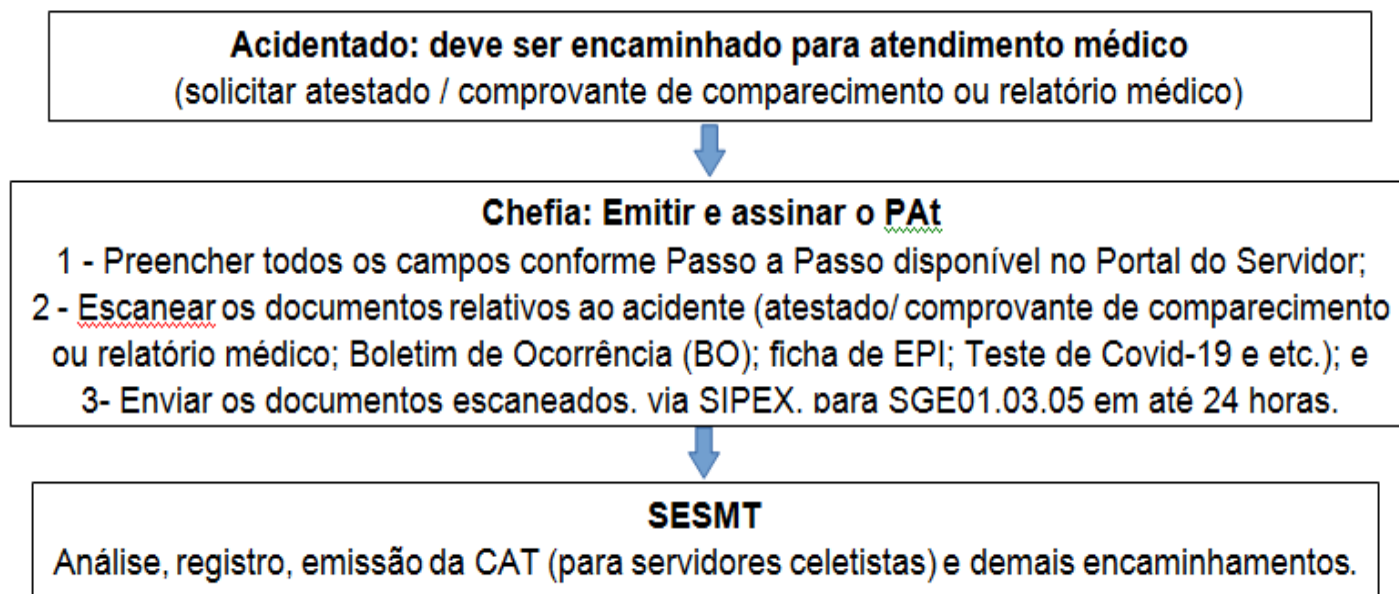 Acidentado: deve ser encaminhado para atendimento médico
(solicitar atestado / comprovante de comparecimento ou relatório médico)
Chefia: Emitir e assinar o PAt
1 - Preencher todos os campos conforme Passo a Passo disponível no Portal do Servidor;
2 - Escanear os documentos relativos ao acidente (atestado/ comprovante de comparecimento
ou relatório médico; Boletim de Ocorrência (BO); ficha de EPI; Teste de Covid-19 e etc.); e
3- Enviar os documentos escaneados, via SIPEX, para SGE01.03.05 em até 24 horas.
SESMT
Análise, registro, emissão da CAT (para servidores celetistas) e demais encaminhamentos.